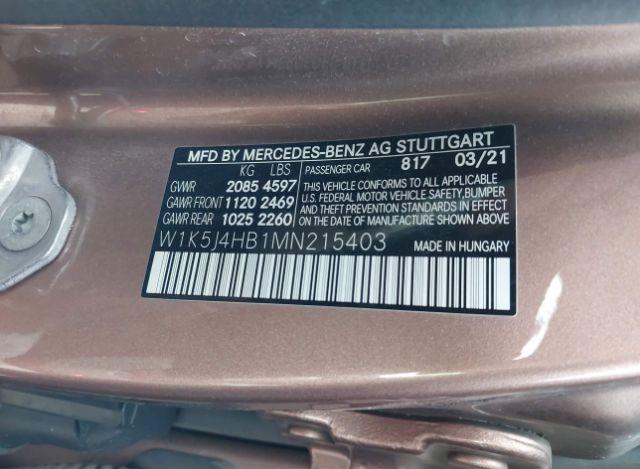 MFD BY MERCEDES-BENZ AG STUTTGART
KG LBS PASSENGER CAR 817 03/21
GVWR 2085 4597
GAWR FRONT 1120 2469
GAWR REAR 1025 2260
THIS VEHICLE CONFORMS TO ALL APPLICABLE
U.S. FEDERAL MOTOR VEHICLE SAFETY, BUMPER
AND THEFT PREVENTION STANDARDS IN EFFECT
ON THE DATE OF MANUFACTURE SHOWN ABOVE.
W1K5J4HB1MN215403 MADE IN HUNGARY